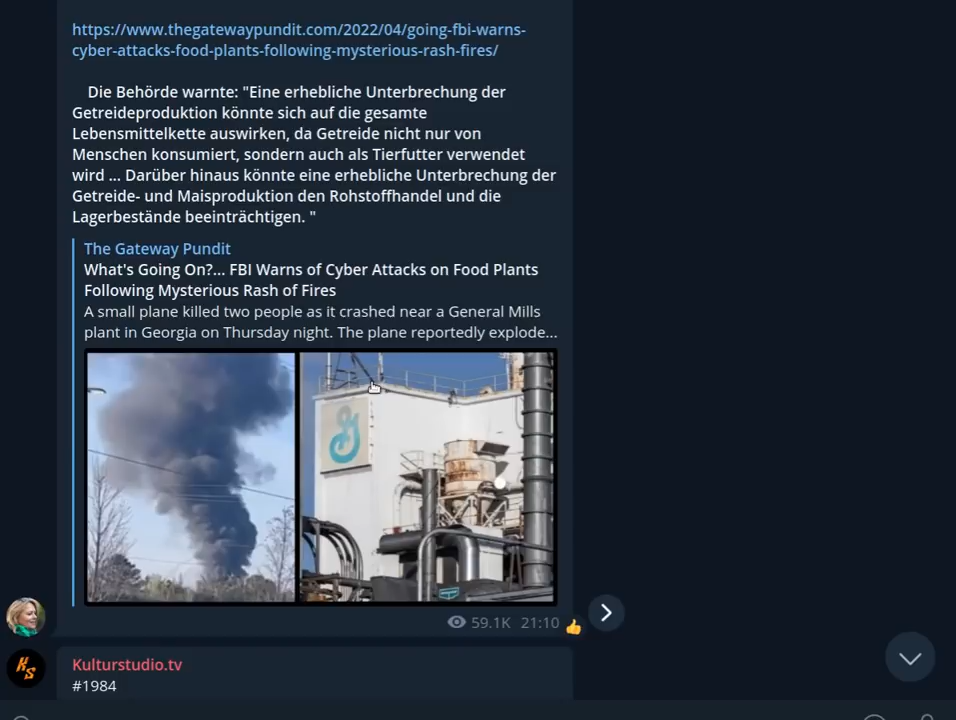 https://www.thegatewaypundit.com/2022/04/going-fbi-warns-
cyber-attacks-food-plants-following-mysterious-rash-fires/
Die Behörde warnte: "Eine erhebliche Unterbrechung der
Getreideproduktion könnte sich auf die gesamte
Lebensmittelkette auswirken, da Getreide nicht nur von
Menschen konsumiert, sondern auch als Tierfutter verwendet
wird ... Darüber hinaus könnte eine erhebliche Unterbrechung der
Getreide- und Maisproduktion den Rohstoffhandel und die
Lagerbestände beeinträchtigen. "
The Gateway Pundit
What's Going On?... FBI Warns of Cyber Attacks on Food Plants
Following Mysterious Rash of Fires
A small plane killed two people as it crashed near a General Mills
plant in Georgia on Thursday night. The plane reportedly explode...
59.1K 21:10
Kulturstudio.tv
KS
#1984